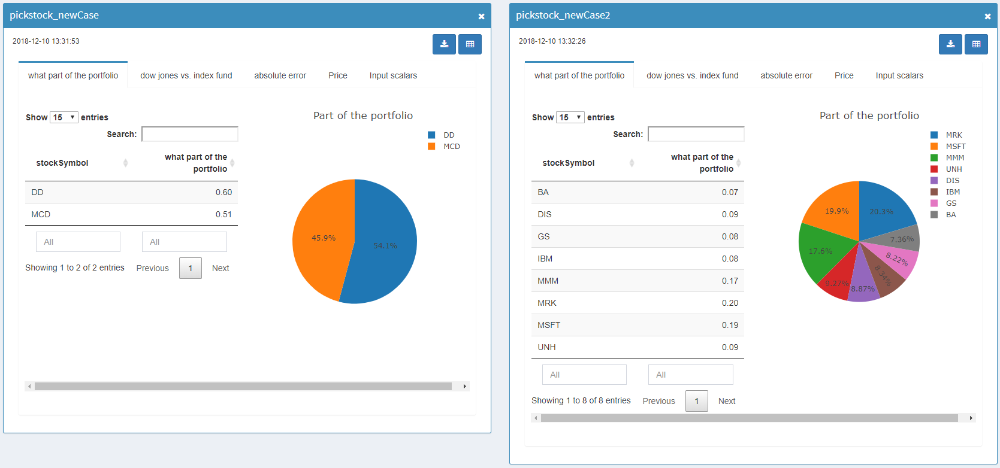 pickstock_newCase
2018-12-10 13:31:53
what part of the portfolio dow jones vs. index fund absolute error Price Input scalars
Show 15 entries
Search:
stockSymbol what part of the portfolio
DD 0.60
MCD 0.51
All All
Showing 1 to 2 of 2 entries Previous 1 Next
Part of the portfolio
DD
MCD
45.9%
54.1%
pickstock_newCase2
2018-12-10 13:32:26
what part of the portfolio dow jones vs. index fund absolute error Price Input scalars
Show 15 entries
Search:
stockSymbol what part of the portfolio
BA 0.07
DIS 0.09
GS 0.08
IBM 0.08
MMM 0.17
MRK 0.20
MSFT 0.19
UNH 0.09
All All
Showing 1 to 8 of 8 entries Previous 1 Next
Part of the portfolio
MRK
MSFT
MMM
UNH
DIS
IBM
GS
BA
19.9%
20.3%
7.36%
17.6%
8.22%
8.34%
9.27%
8.87%